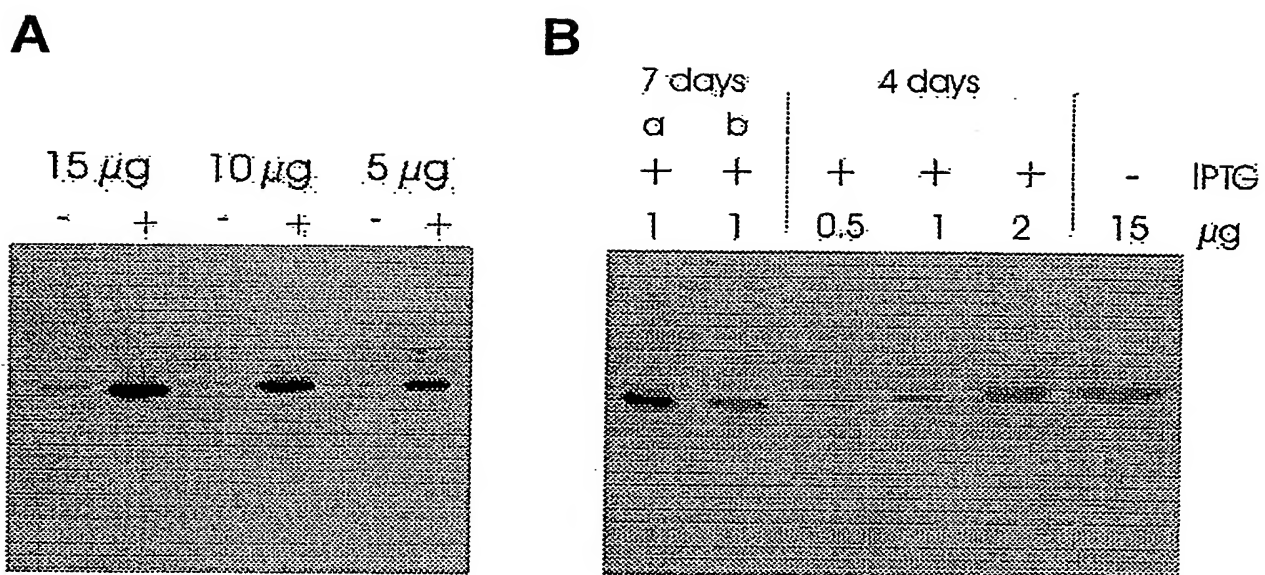 A
15 µg 10 µg 5 µg
- + - + - +
B
7 days 4 days
a b
+ + + + + - IPTG
1 1 0.5 1 2 15 µg